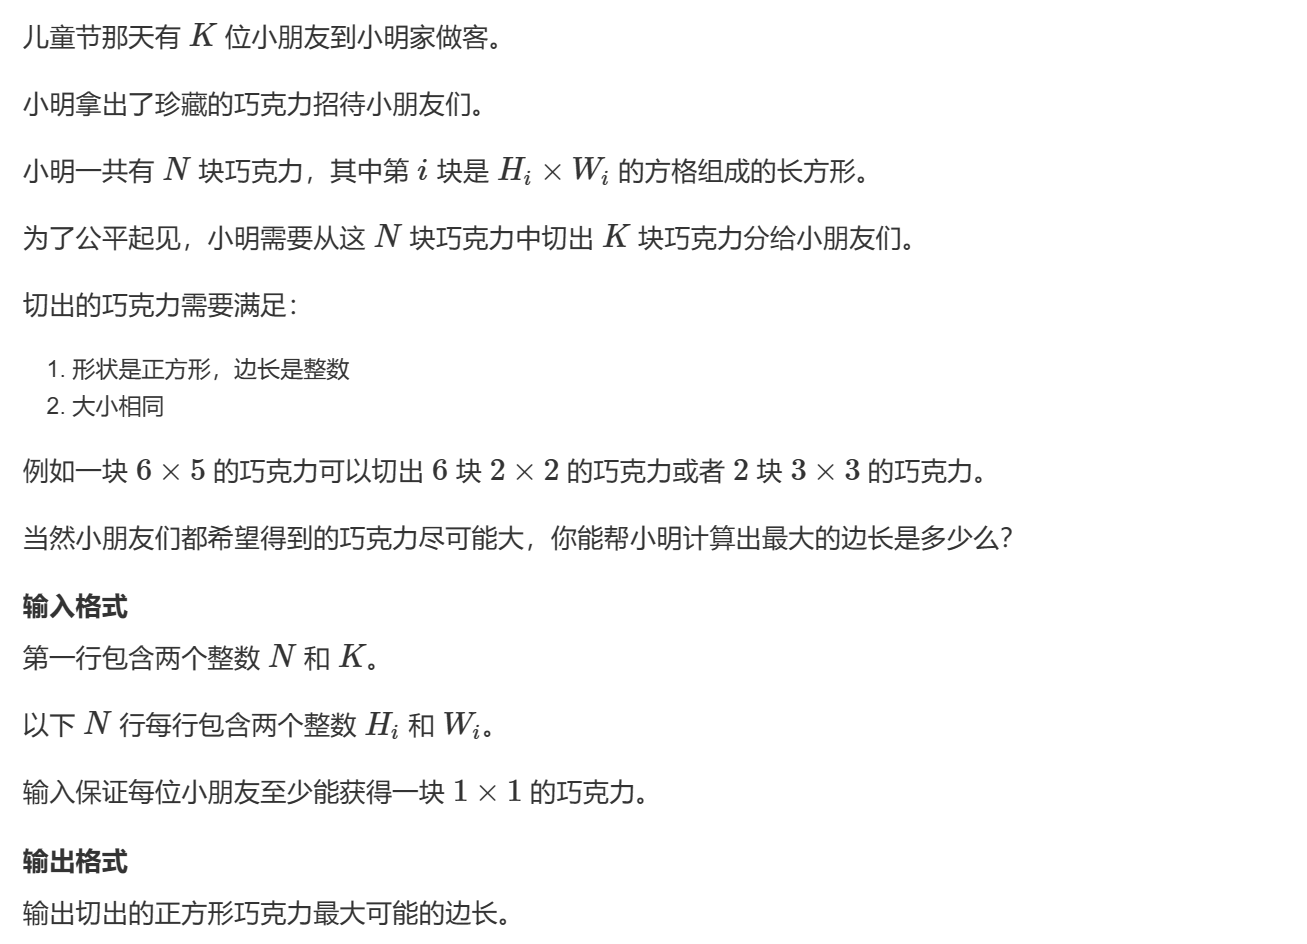 儿童节那天有 K 位小朋友到小明家做客。
小明拿出了珍藏的巧克力招待小朋友们。
小明一共有 N 块巧克力，其中第 i 块是 Hᵢ × Wᵢ 的方格组成的长方形。
为了公平起见，小明需要从这 N 块巧克力中切出 K 块巧克力分给小朋友们。
切出的巧克力需要满足：
1. 形状是正方形，边长是整数
2. 大小相同
例如一块 6 × 5 的巧克力可以切出 6 块 2 × 2 的巧克力或者 2 块 3 × 3 的巧克力。
当然小朋友们都希望得到的巧克力尽可能大，你能帮小明计算出最大的边长是多少么？
输入格式
第一行包含两个整数 N 和 K。
以下 N 行每行包含两个整数 Hᵢ 和 Wᵢ。
输入保证每位小朋友至少能获得一块 1 × 1 的巧克力。
输出格式
输出切出的正方形巧克力最大可能的边长。